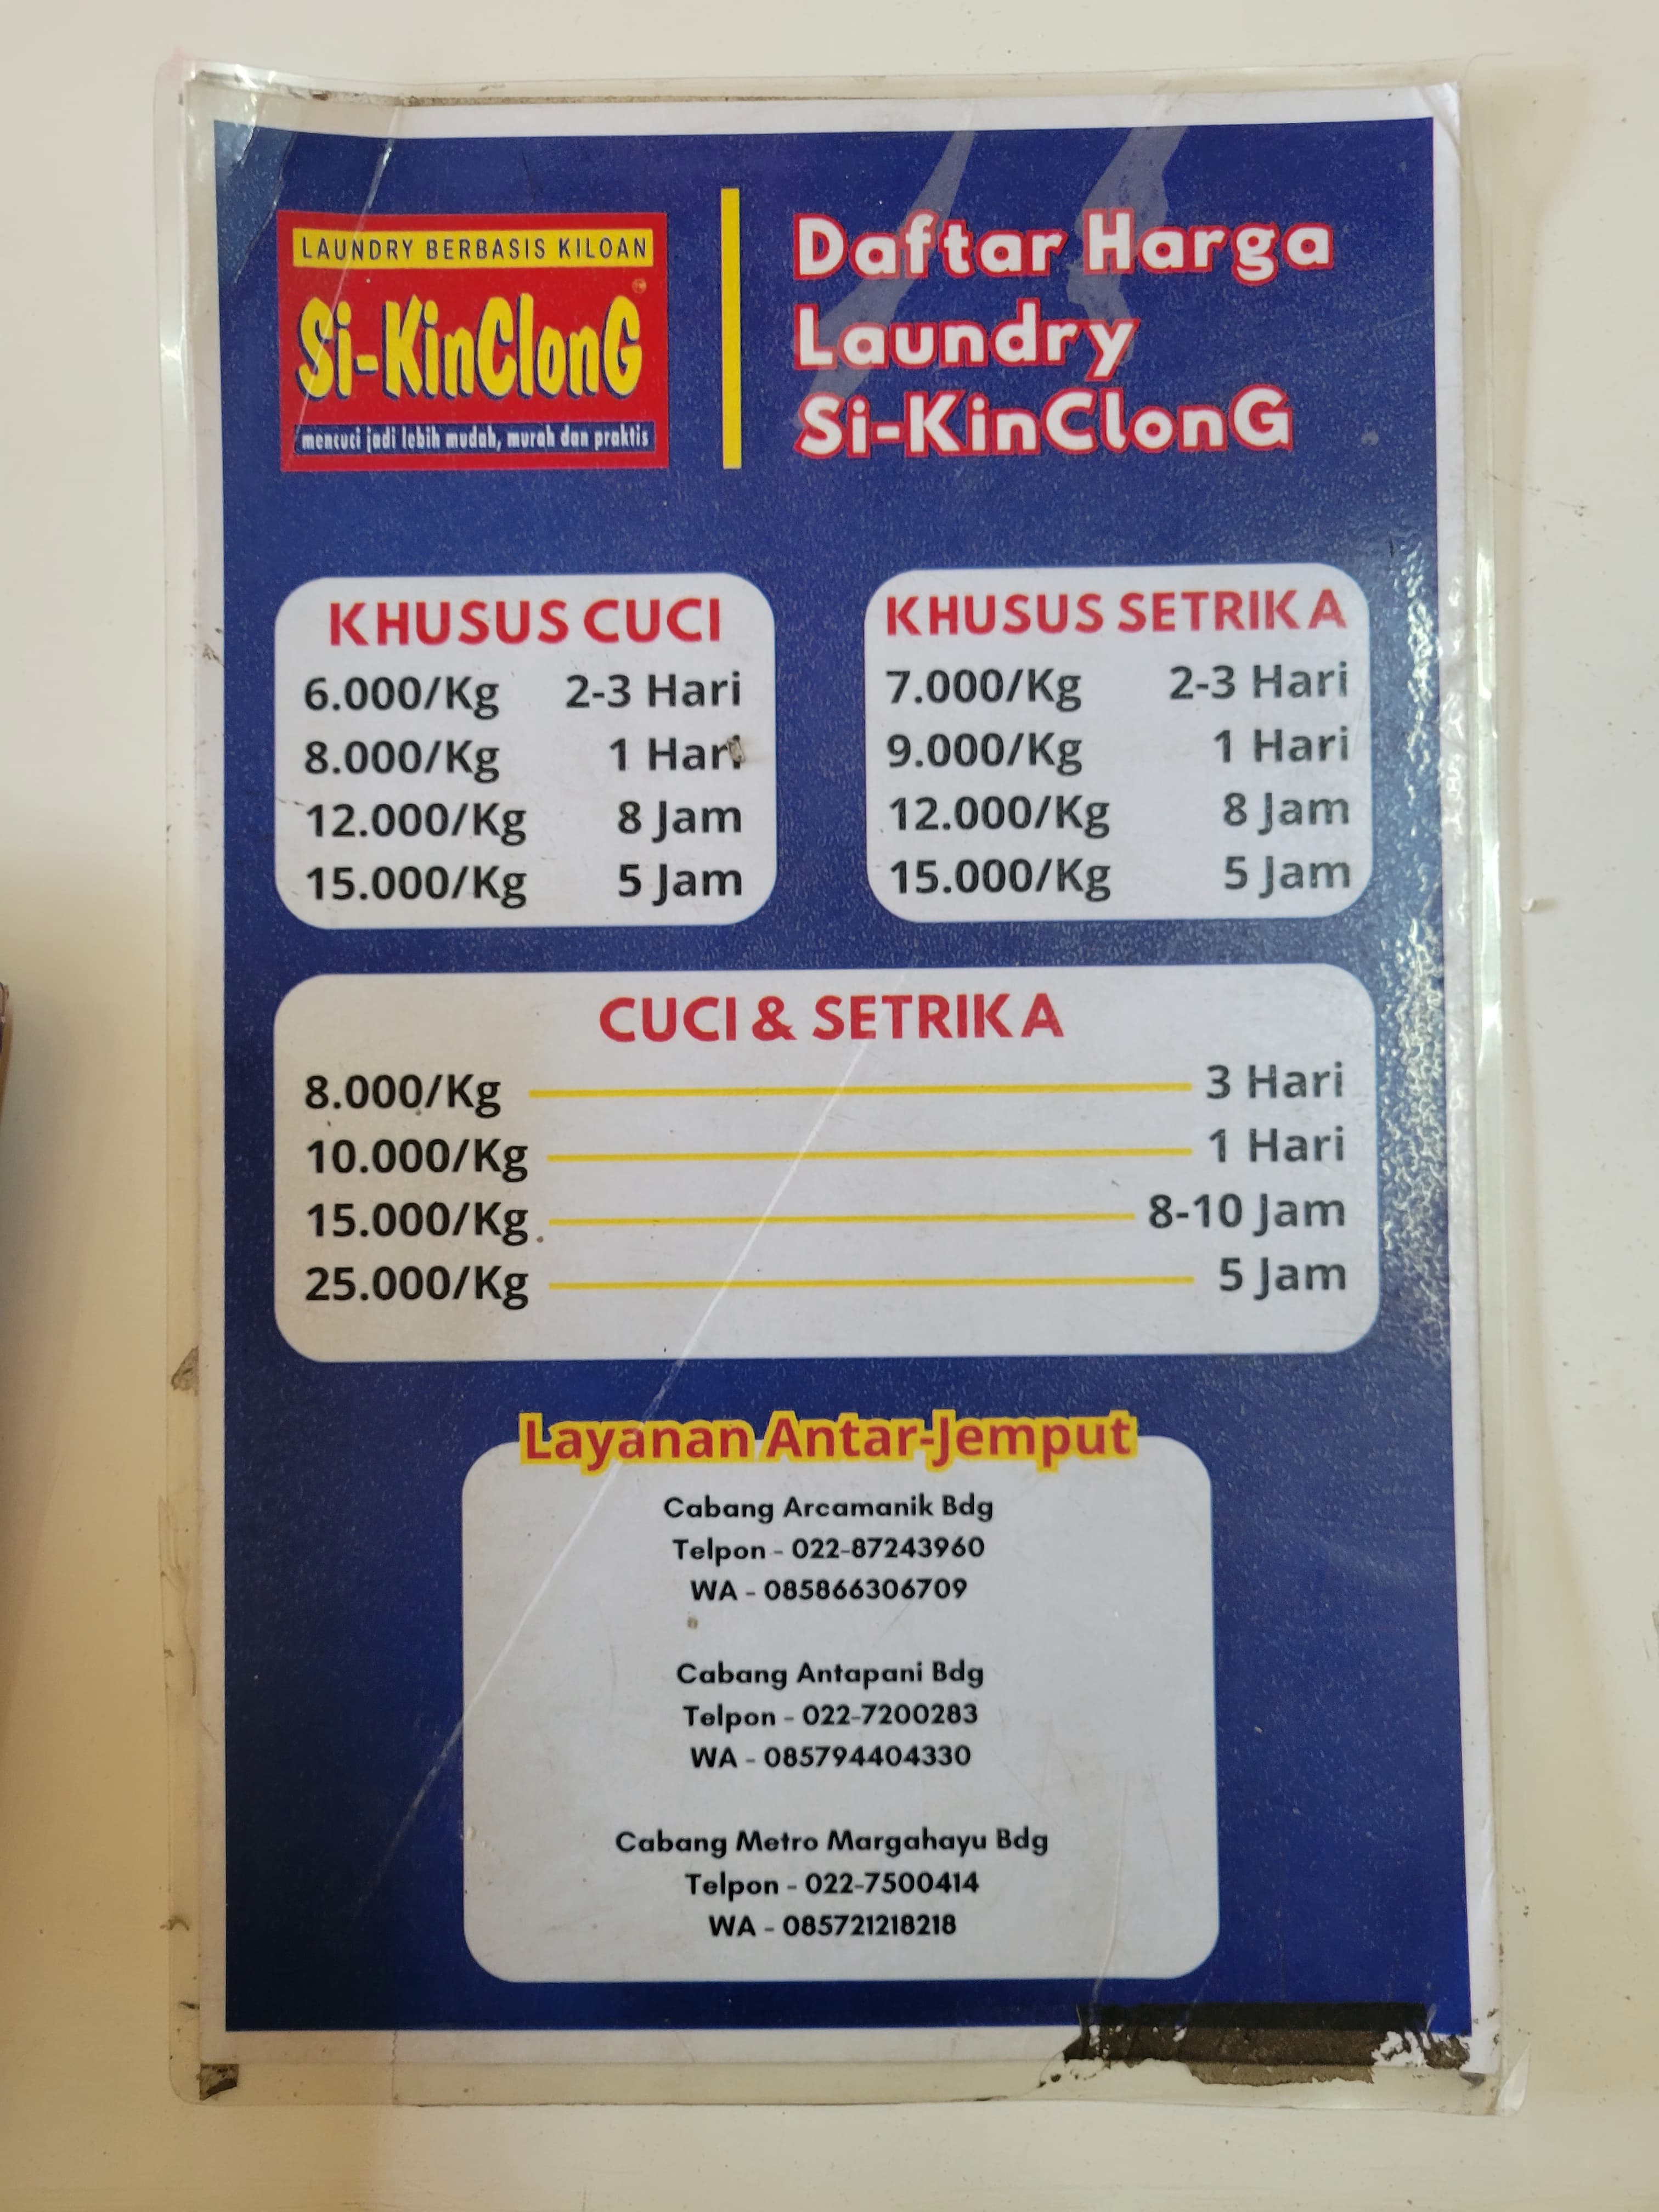 LAUNDRY BERBASIS KILOAN
Si-KinClonG
mencuci jadi lebih mudah, murah dan praktis
Daftar Harga
Laundry
Si-KinClonG
KHUSUS CUCI
6.000/Kg 2-3 Hari
8.000/Kg 1 Hari
12.000/Kg 8 Jam
15.000/Kg 5 Jam
KHUSUS SETRIKA
7.000/Kg 2-3 Hari
9.000/Kg 1 Hari
12.000/Kg 8 Jam
15.000/Kg 5 Jam
CUCI & SETRIKA
8.000/Kg 3 Hari
10.000/Kg 1 Hari
15.000/Kg 8-10 Jam
25.000/Kg 5 Jam
Layanan Antar-Jemput
Cabang Arcamanik Bdg
Telpon - 022-87243960
WA - 085866306709
Cabang Antapani Bdg
Telpon - 022-7200283
WA - 085794404330
Cabang Metro Margahayu Bdg
Telpon - 022-7500414
WA - 085721218218